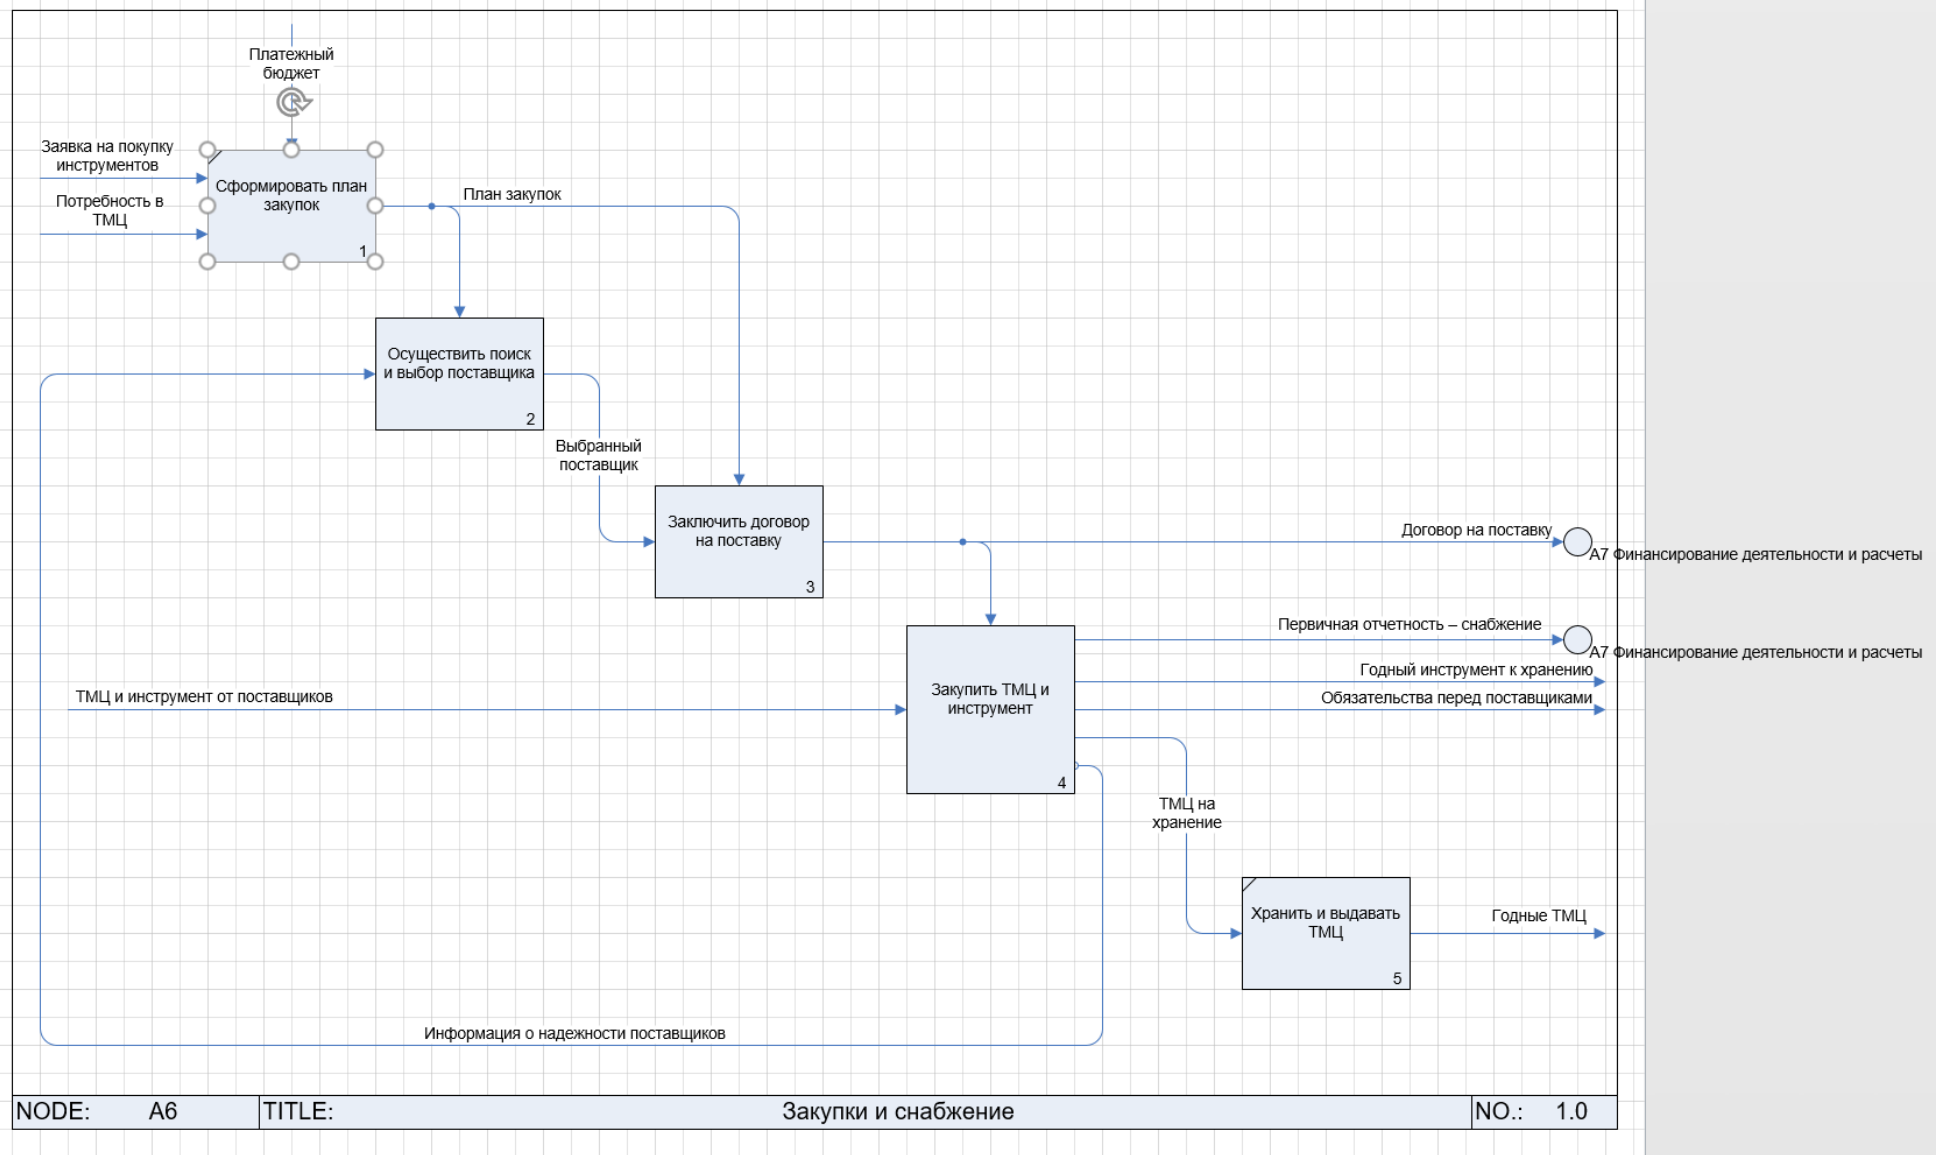 Платежный
бюджет
Заявка на покупку
инструментов
Потребность в
ТМЦ
Сформировать план
закупок
1
План закупок
Осуществить поиск
и выбор поставщика
2
Выбранный
поставщик
Заключить договор
на поставку
3
Договор на поставку
А7 Финансирование деятельности и расчеты
Первичная отчетность – снабжение
А7 Финансирование деятельности и расчеты
Годный инструмент к хранению
Обязательства перед поставщиками
ТМЦ и инструмент от поставщиков
Закупить ТМЦ и
инструмент
4
ТМЦ на
хранение
Хранить и выдавать
ТМЦ
5
Годные ТМЦ
Информация о надежности поставщиков
NODE: A6 TITLE: Закупки и снабжение NO.: 1.0